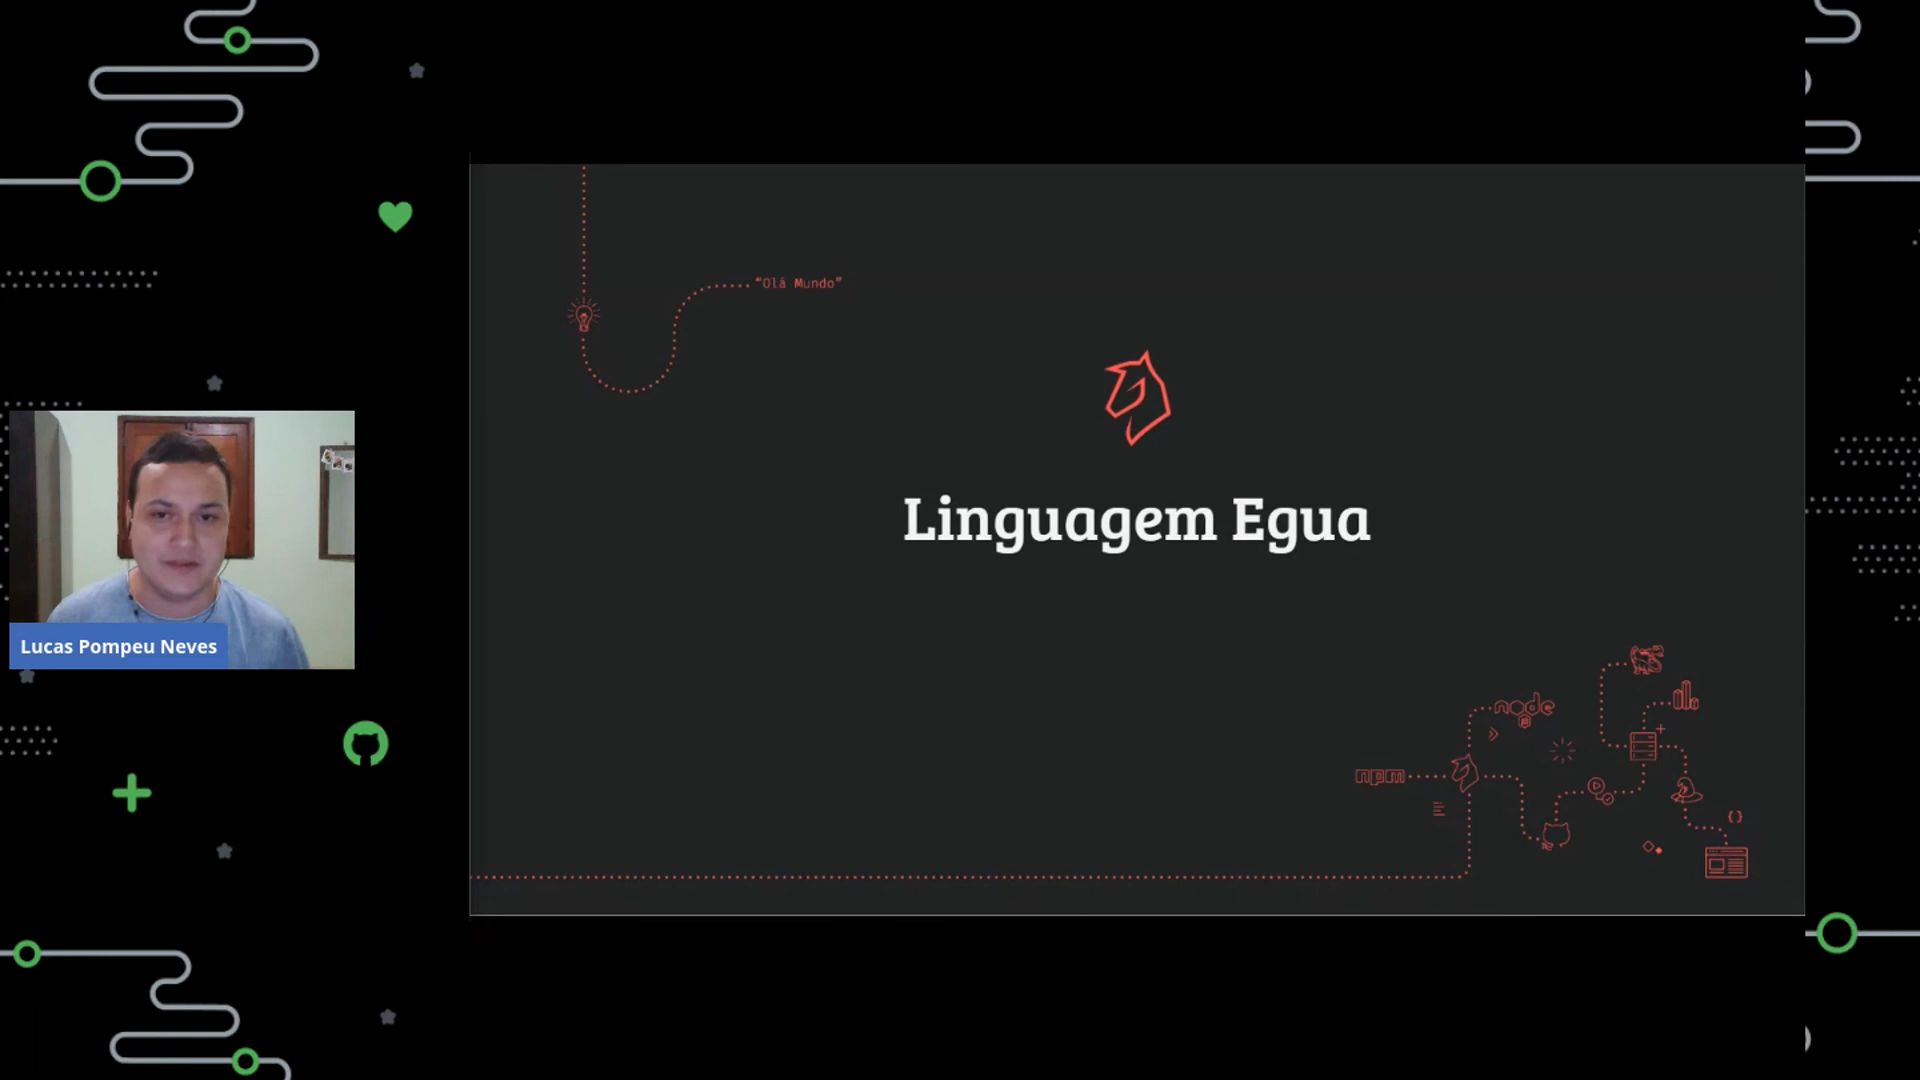 "Olá Mundo"
Linguagem Egua
Lucas Pompeu Neves
node
npm
{}